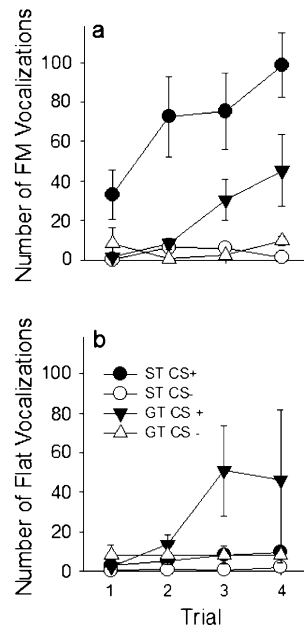 a
Number of FM Vocalizations
100
80
60
40
20
0
b
Number of Flat Vocalizations
100
80
60
40
20
0
ST CS+
ST CS-
GT CS +
GT CS -
1 2 3 4
Trial